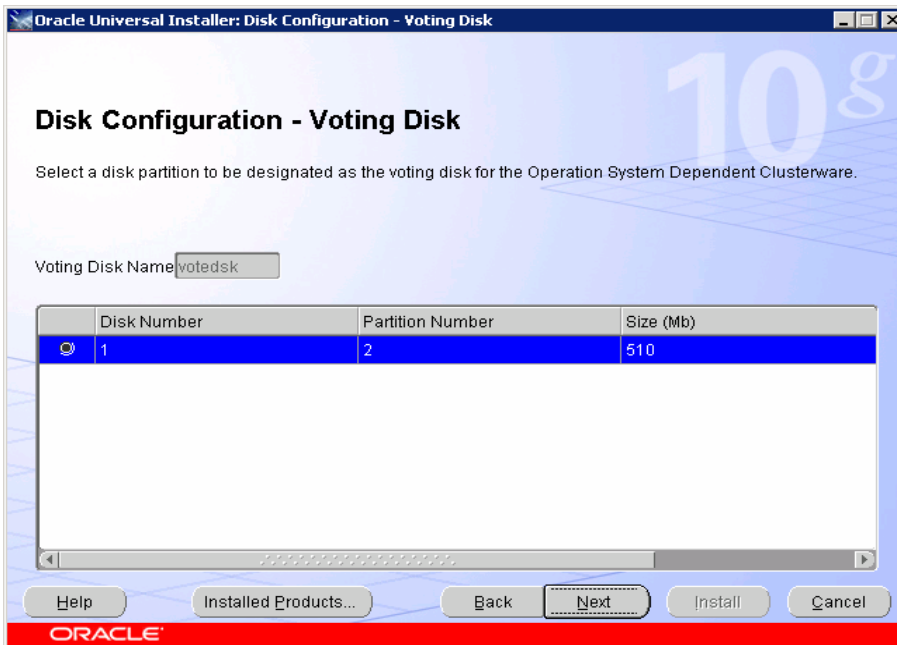 Oracle Universal Installer: Disk Configuration - Voting Disk
10g
Disk Configuration - Voting Disk
Select a disk partition to be designated as the voting disk for the Operation System Dependent Clusterware.
Voting Disk Name votedsk
Disk Number Partition Number Size (Mb)
1 2 510
Help Installed Products... Back Next Install Cancel
ORACLE